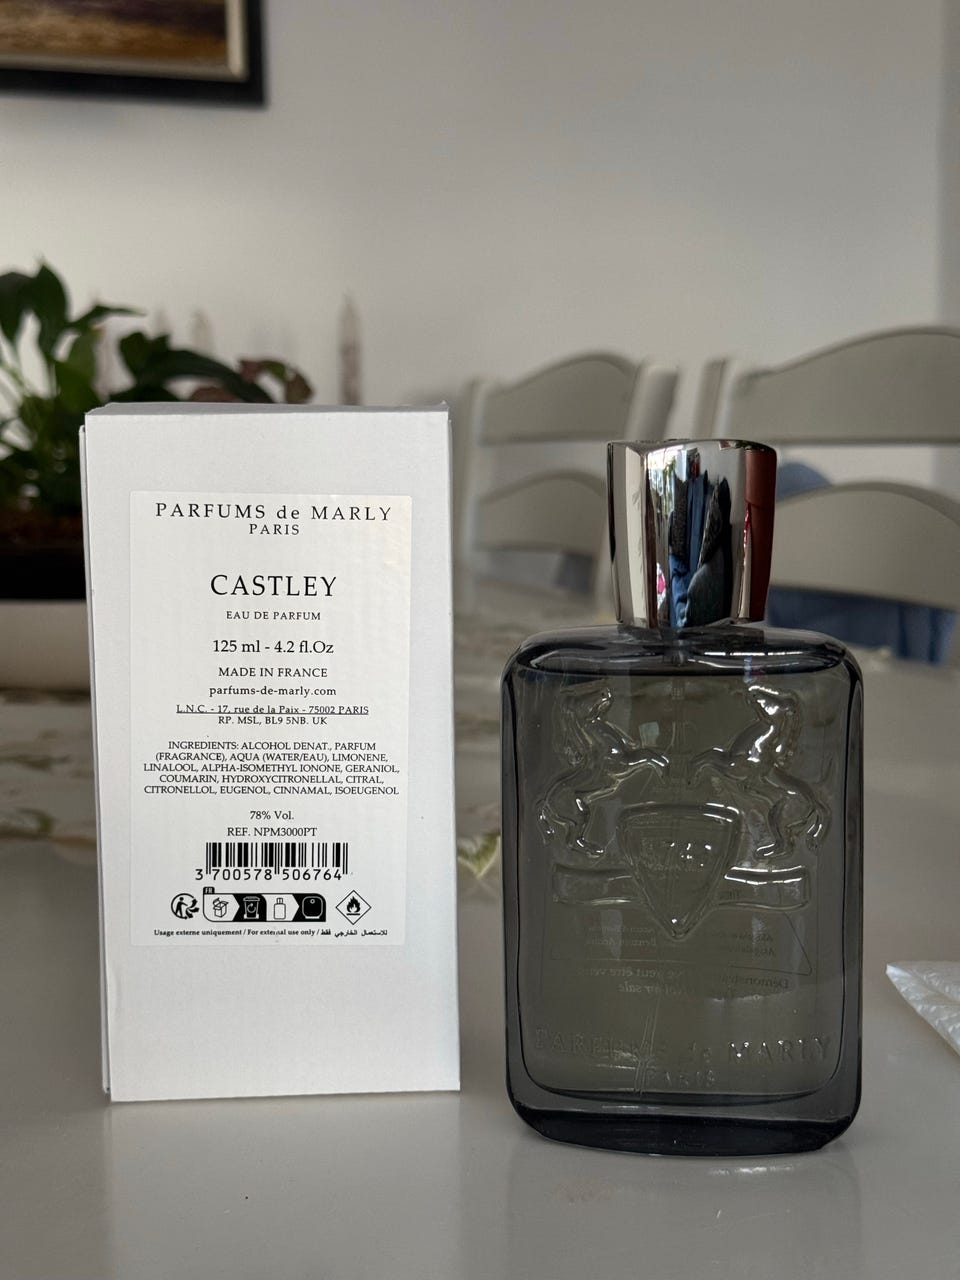 PARFUMS de MARLY
PARIS
CASTLEY
EAU DE PARFUM
125 ml - 4.2 fl.Oz
MADE IN FRANCE
parfums-de-marly.com
L.N.C. - 17, rue de la Paix - 75002 PARIS
RP. MSL, BL9 5NB. UK
INGREDIENTS: ALCOHOL DENAT., PARFUM
(FRAGRANCE), AQUA (WATER/EAU), LIMONENE,
LINALOOL, ALPHA-ISOMETHYL IONONE, GERANIOL,
COUMARIN, HYDROXYCITRONELLAL, CITRAL,
CITRONELLOL, EUGENOL, CINNAMAL, ISOEUGENOL
78% Vol.
REF. NPM3000PT
3 700578 506764
FR
Usage externe uniquement / For external use only / للاستعمال الخارجي فقط
PARFUMS de MARLY
PARIS